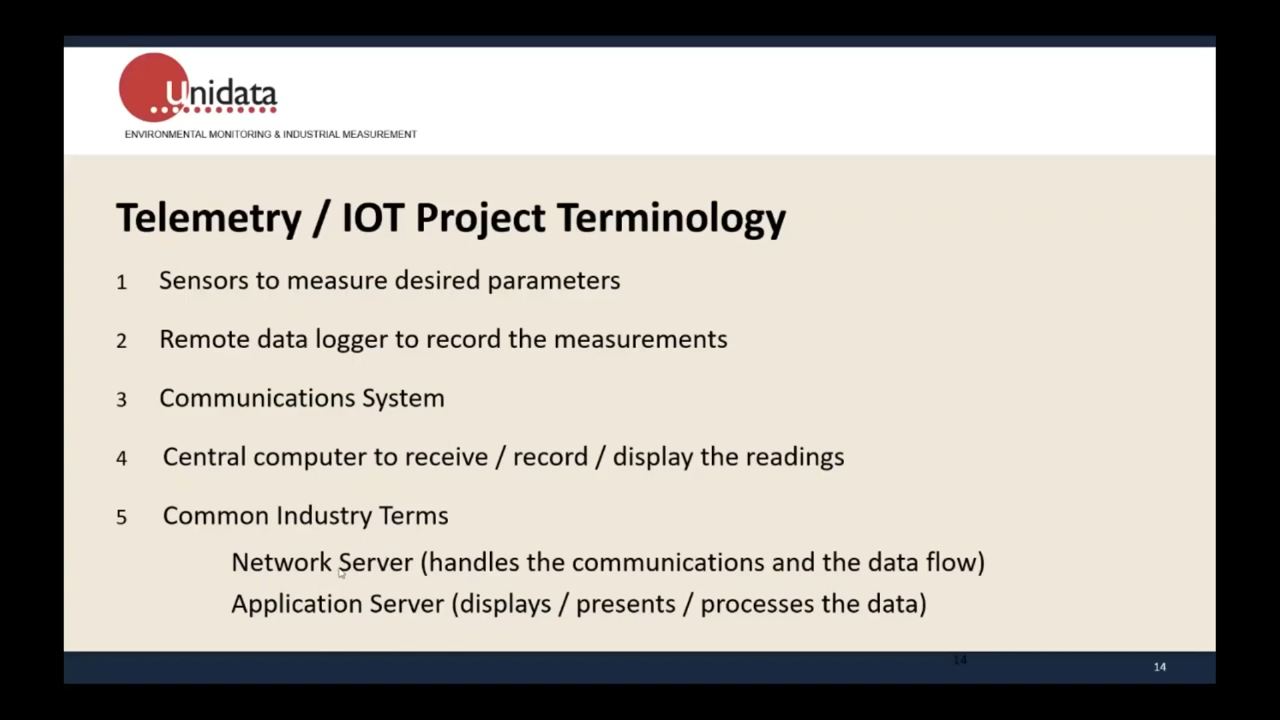 Unidata
ENVIRONMENTAL MONITORING & INDUSTRIAL MEASUREMENT
Telemetry / IOT Project Terminology
1 Sensors to measure desired parameters
2 Remote data logger to record the measurements
3 Communications System
4 Central computer to receive / record / display the readings
5 Common Industry Terms
Network Server (handles the communications and the data flow)
Application Server (displays / presents / processes the data)
14
14